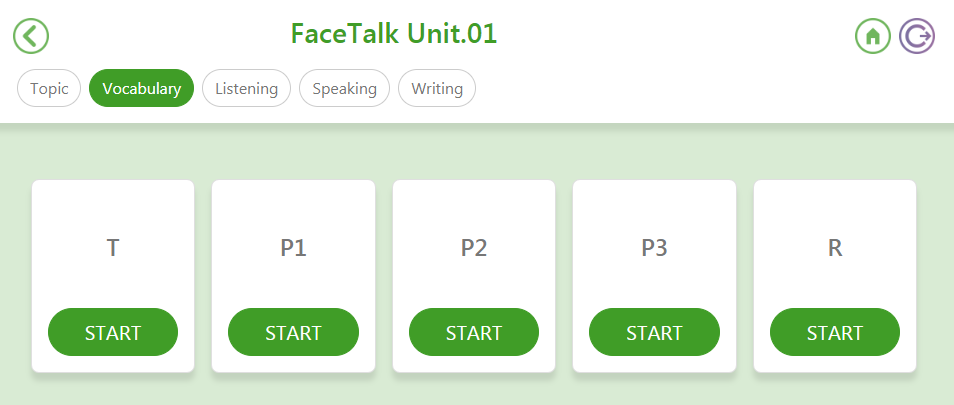 FaceTalk Unit.01
Topic Vocabulary Listening Speaking Writing
T P1 P2 P3 R
START START START START START